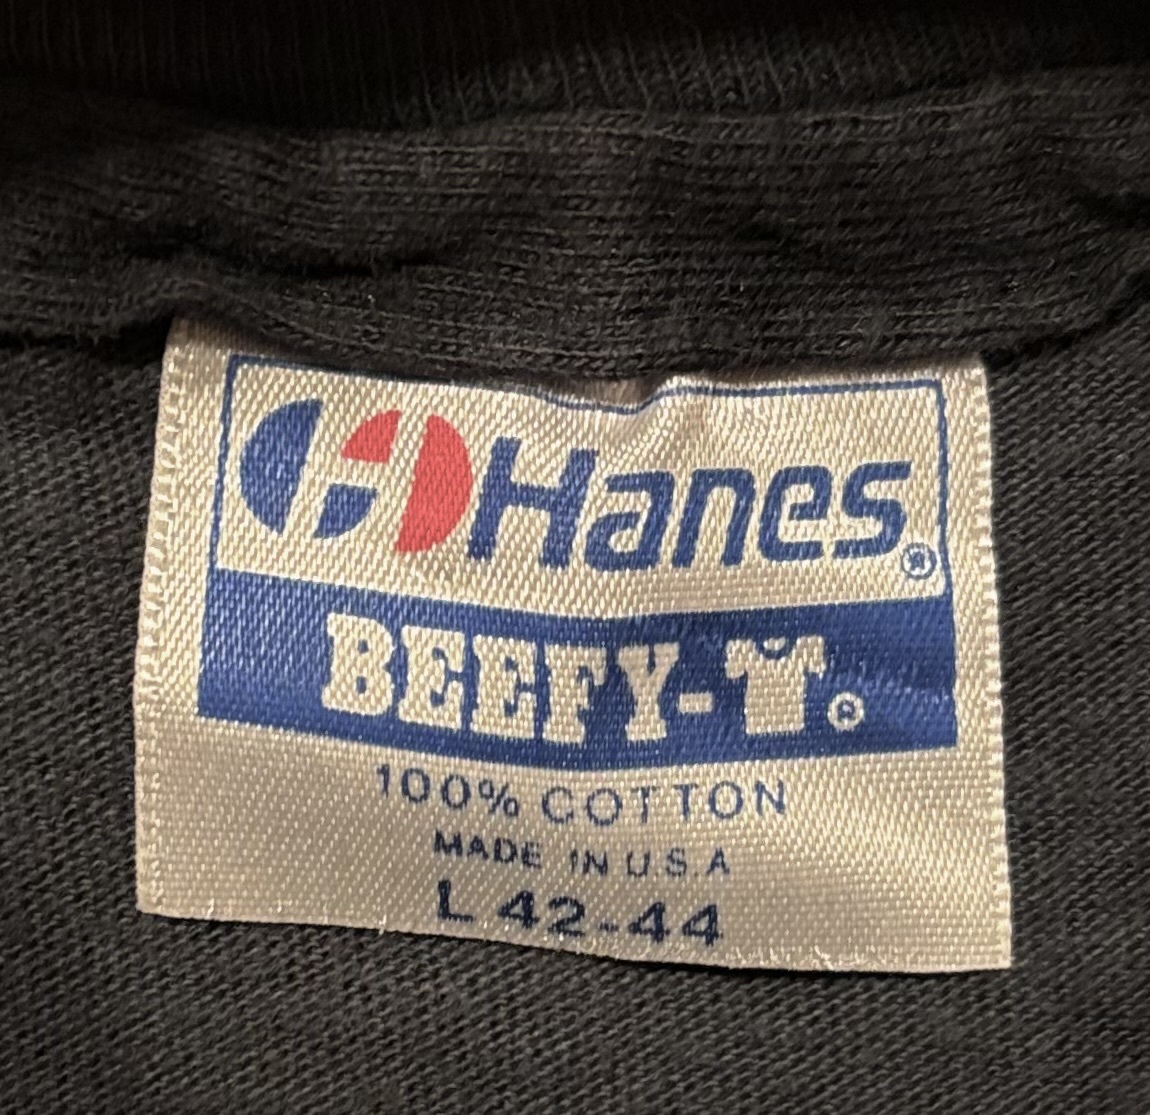 Hanes®
BEEFY-T®
100% COTTON
MADE IN U.S.A
L 42-44